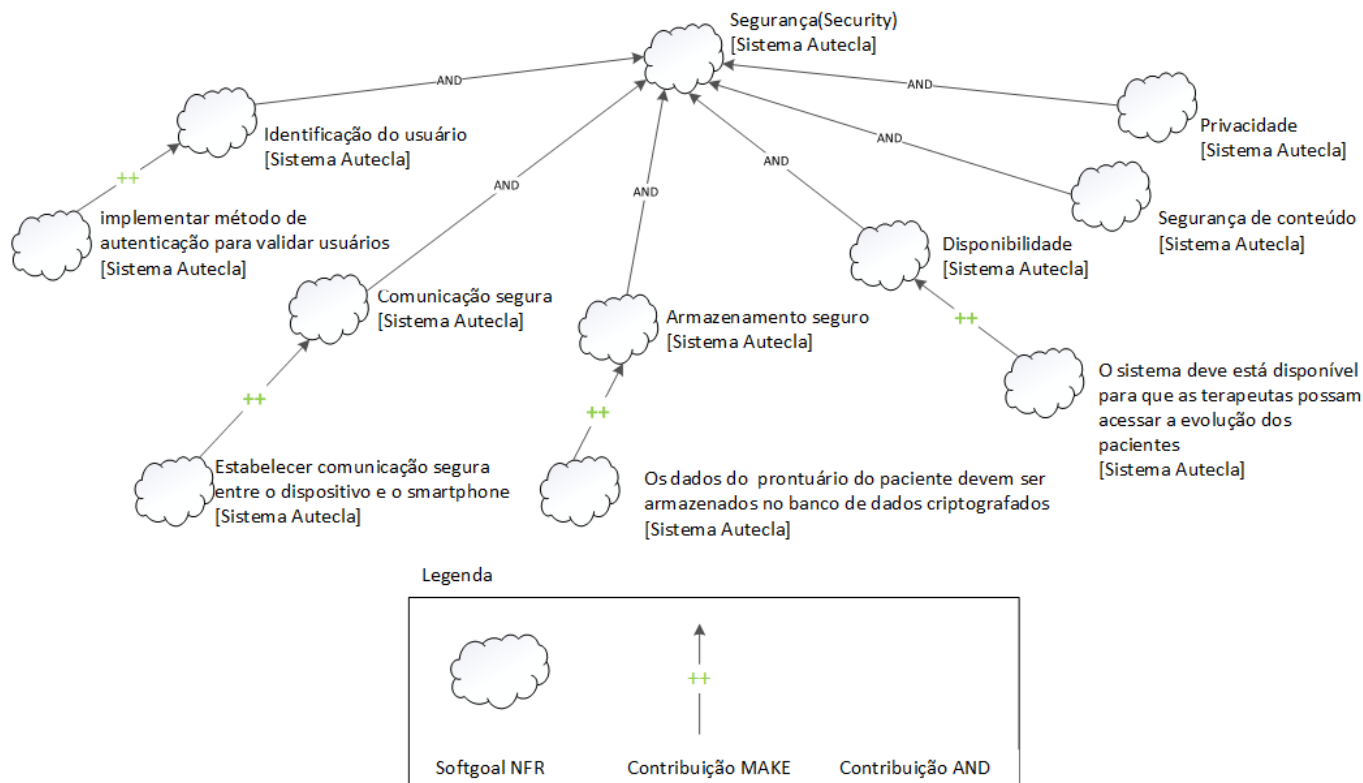 Segurança(Security)
[Sistema Autecla]
AND
AND
Identificação do usuário
[Sistema Autecla]
Privacidade
[Sistema Autecla]
AND
AND
AND
AND
++
implementar método de
autenticação para validar usuários
[Sistema Autecla]
Segurança de conteúdo
[Sistema Autecla]
Disponibilidade
[Sistema Autecla]
Comunicação segura
[Sistema Autecla]
Armazenamento seguro
[Sistema Autecla]
++
++
++
O sistema deve está disponível
para que as terapeutas possam
acessar a evolução dos
pacientes
[Sistema Autecla]
Estabelecer comunicação segura
entre o dispositivo e o smartphone
[Sistema Autecla]
Os dados do prontuário do paciente devem ser
armazenados no banco de dados criptografados
[Sistema Autecla]
Legenda
++
Softgoal NFR
Contribuição MAKE
Contribuição AND